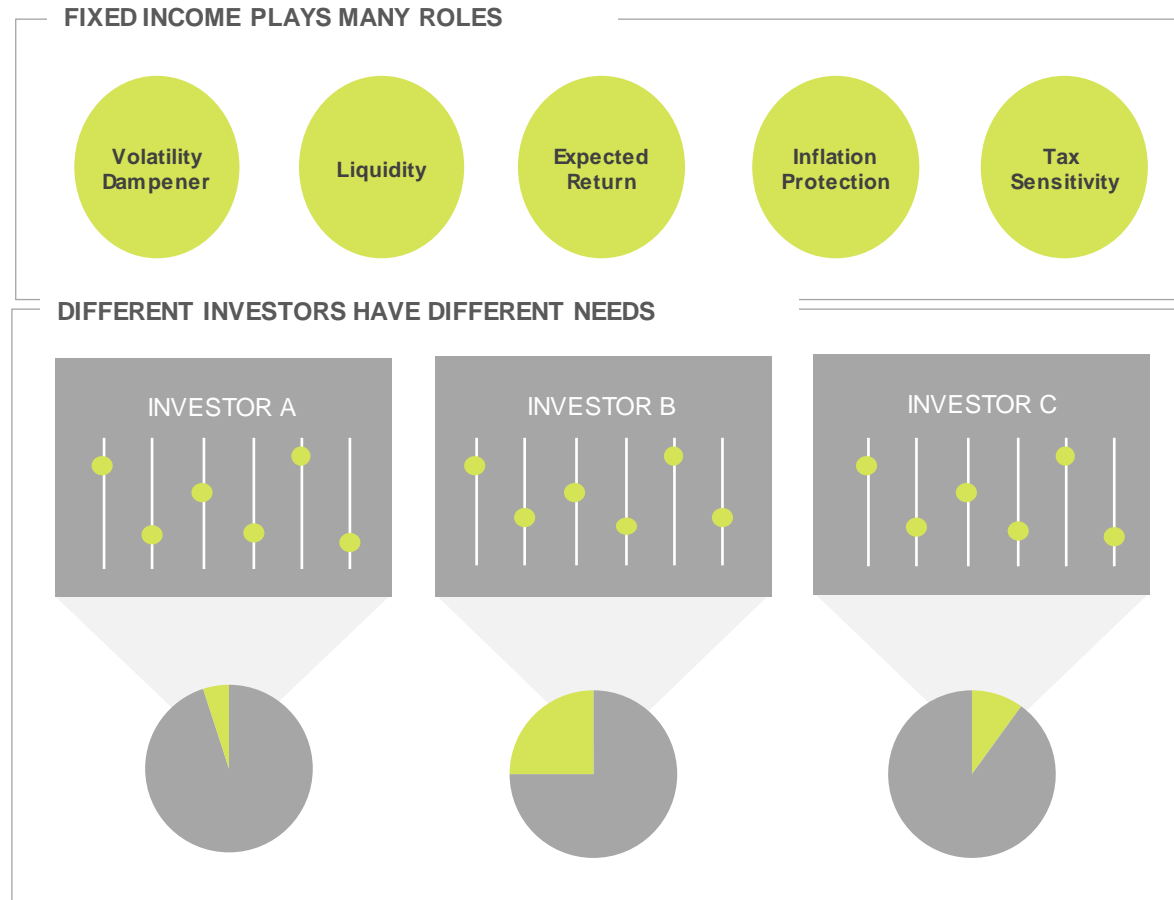 FIXED INCOME PLAYS MANY ROLES
Volatility
Dampener
Liquidity
Expected
Return
Inflation
Protection
Tax
Sensitivity
DIFFERENT INVESTORS HAVE DIFFERENT NEEDS
INVESTOR A
INVESTOR B
INVESTOR C